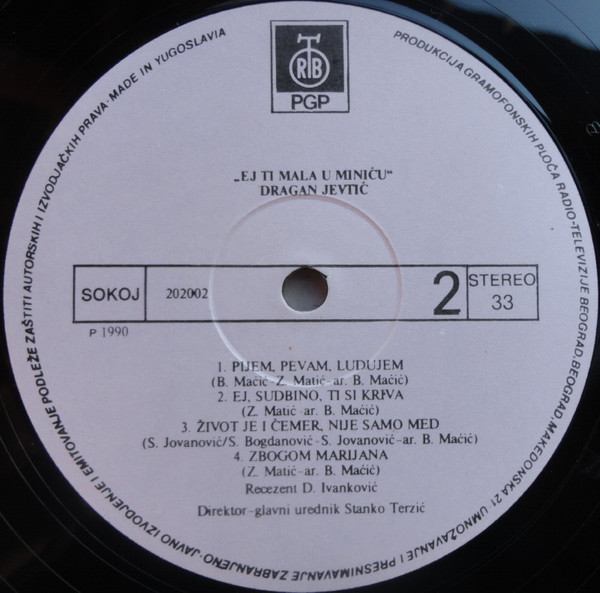 RTB
PGP
PRODUKCIJA GRAMOFONSKIH PLOČA RADIO-TELEVIZIJE BEOGRAD, BEOGRAD, MAKEDONSKA 21 · UMNOŽAVANJE I PRESNIMAVANJE ZABRANJENO · JAVNO IZVODJENJE I EMITOVANJE PODLEŽE ZAŠTITI AUTORSKIH I IZVODJAČKIH PRAVA · MADE IN YUGOSLAVIA
„EJ TI MALA U MINIĆU“
DRAGAN JEVTIĆ
SOKOJ 202002 2 STEREO
33
P 1990
1. PIJEM, PEVAM, LUDUJEM
(B. Mačić-Z. Matić-ar. B. Mačić)
2. EJ, SUDBINO, TI SI KRIVA
(Z. Matić-ar. B. Mačić)
3. ŽIVOT JE I ČEMER, NIJE SAMO MED
(S. Jovanović/S. Bogdanović-S. Jovanović-ar. B. Mačić)
4. ZBOGOM MARIJANA
(Z. Matić-ar. B. Mačić)
Recezent D. Ivanković
Direktor-glavni urednik Stanko Terzić